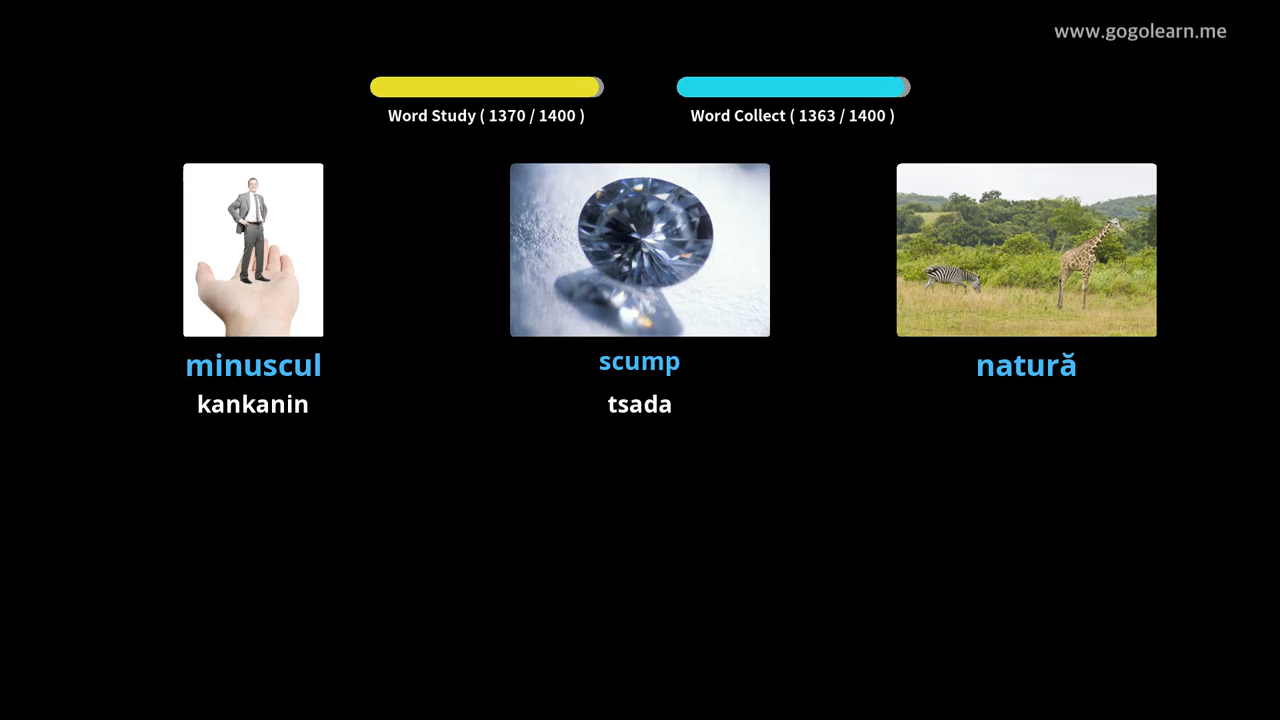 www.gogolearn.me
Word Study ( 1370 / 1400 )
Word Collect ( 1363 / 1400 )
minuscul
kankanin
scump
tsada
natură